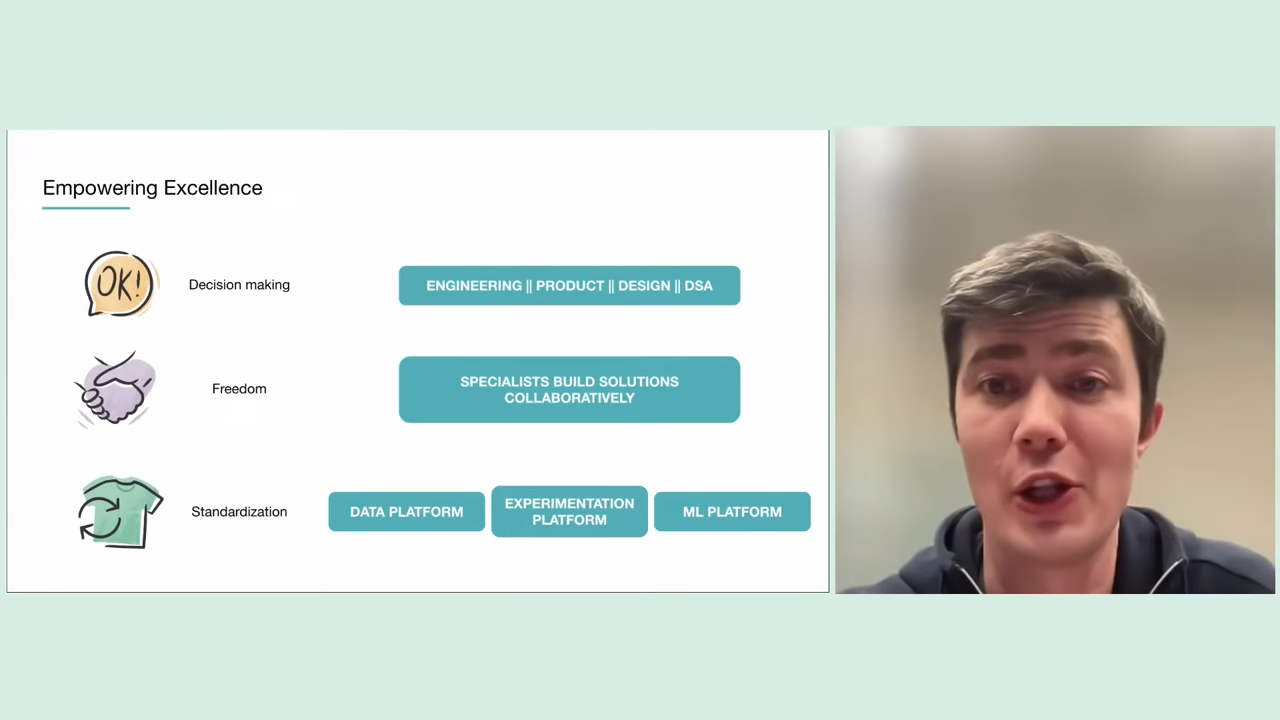 Empowering Excellence
OK!
Decision making
ENGINEERING || PRODUCT || DESIGN || DSA
Freedom
SPECIALISTS BUILD SOLUTIONS
COLLABORATIVELY
Standardization
DATA PLATFORM
EXPERIMENTATION
PLATFORM
ML PLATFORM